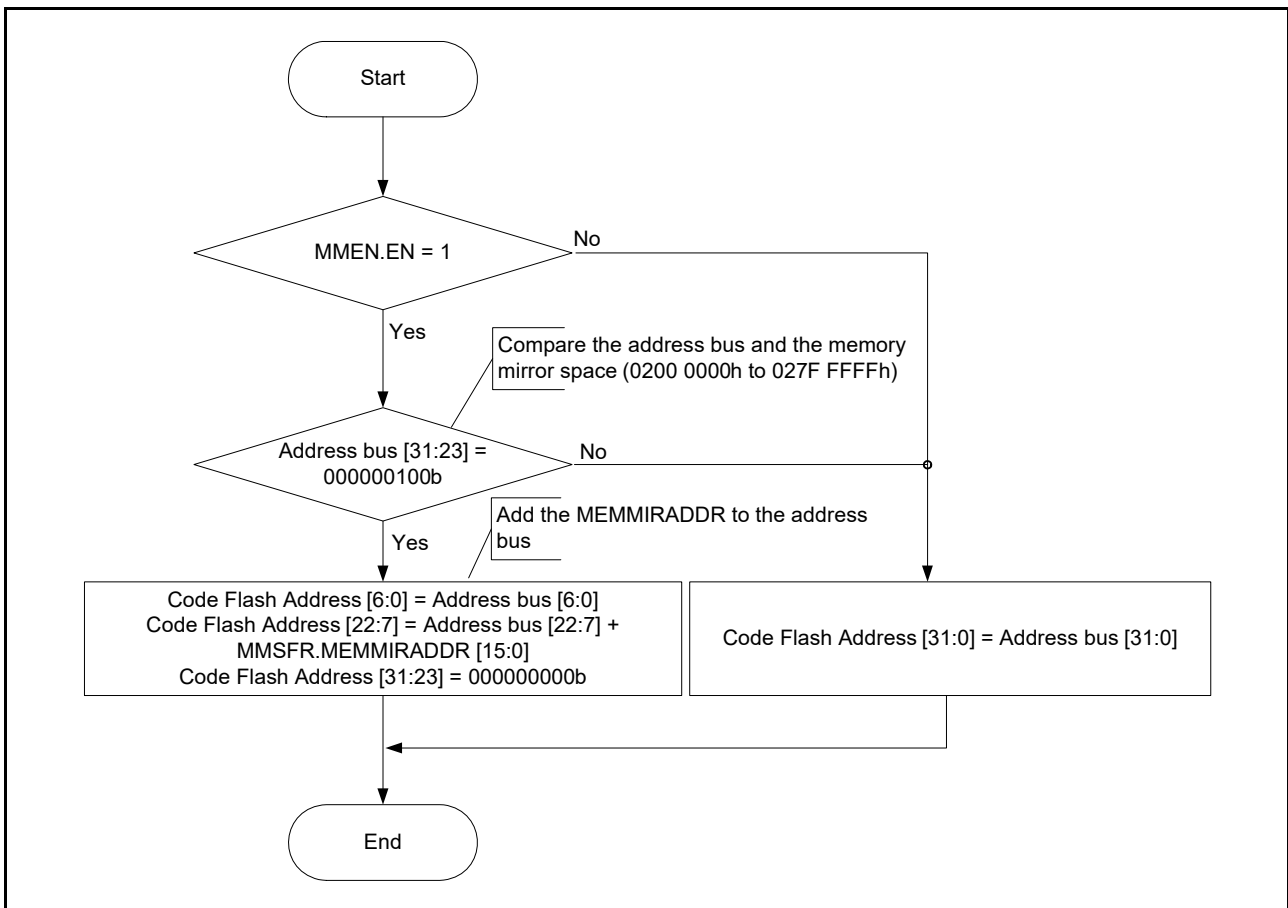 Start
MMEN.EN = 1
No
Yes
Compare the address bus and the memory
mirror space (0200 0000h to 027F FFFFh)
Address bus [31:23] =
000000100b
No
Add the MEMMIRADDR to the address
bus
Yes
Code Flash Address [6:0] = Address bus [6:0]
Code Flash Address [22:7] = Address bus [22:7] +
MMSFR.MEMMIRADDR [15:0]
Code Flash Address [31:23] = 000000000b
Code Flash Address [31:0] = Address bus [31:0]
End